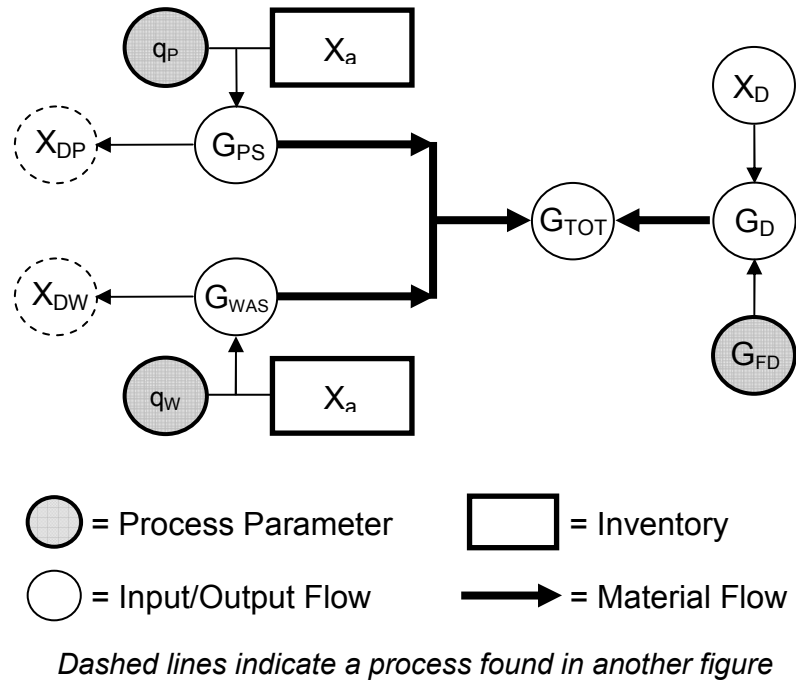 qP
Xa
XD
XDP
GPS
GTOT
GD
XDW
GWAS
GFD
qW
Xa
= Process Parameter
= Inventory
= Input/Output Flow
= Material Flow
Dashed lines indicate a process found in another figure